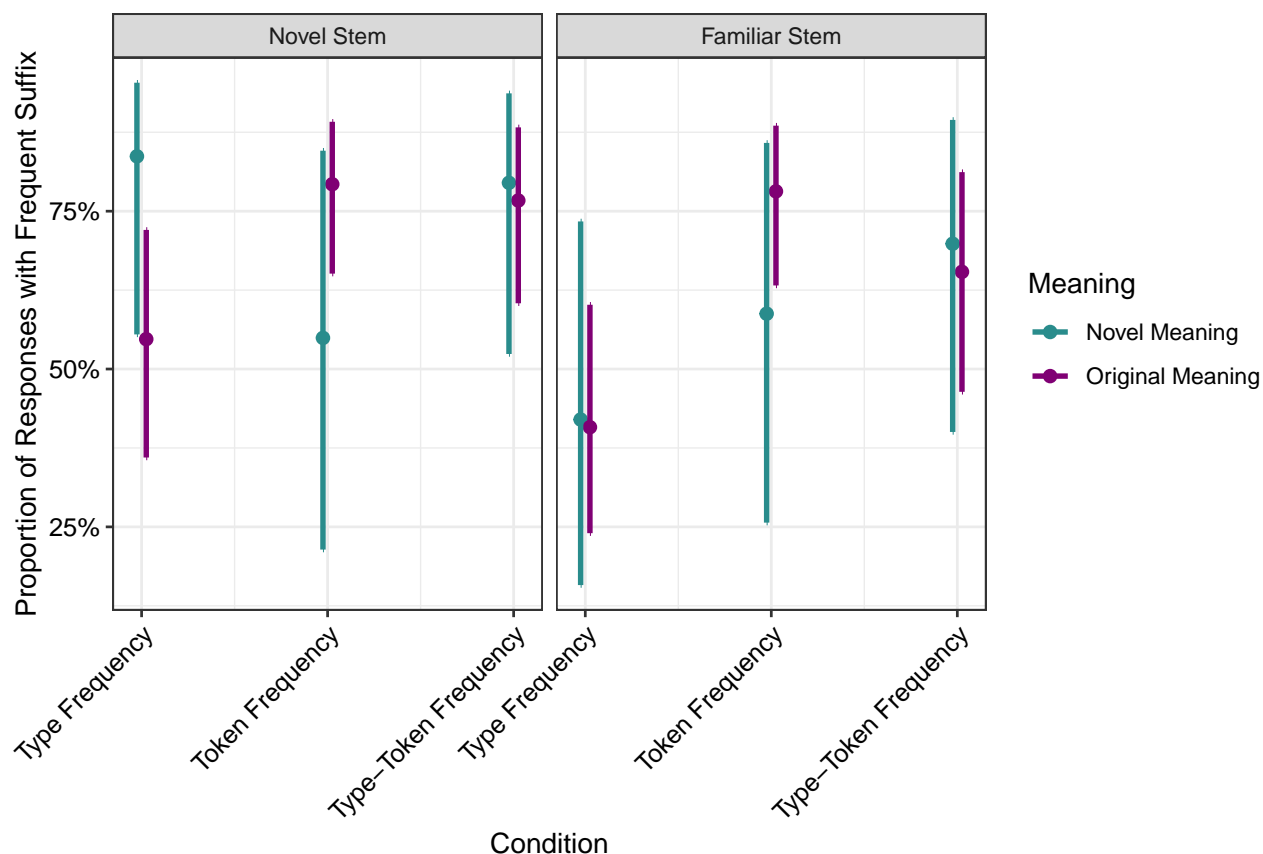 Novel Stem
Familiar Stem
Proportion of Responses with Frequent Suffix
75%
50%
25%
Type Frequency
Token Frequency
Type−Token Frequency
Type Frequency
Token Frequency
Type−Token Frequency
Condition
Meaning
Novel Meaning
Original Meaning